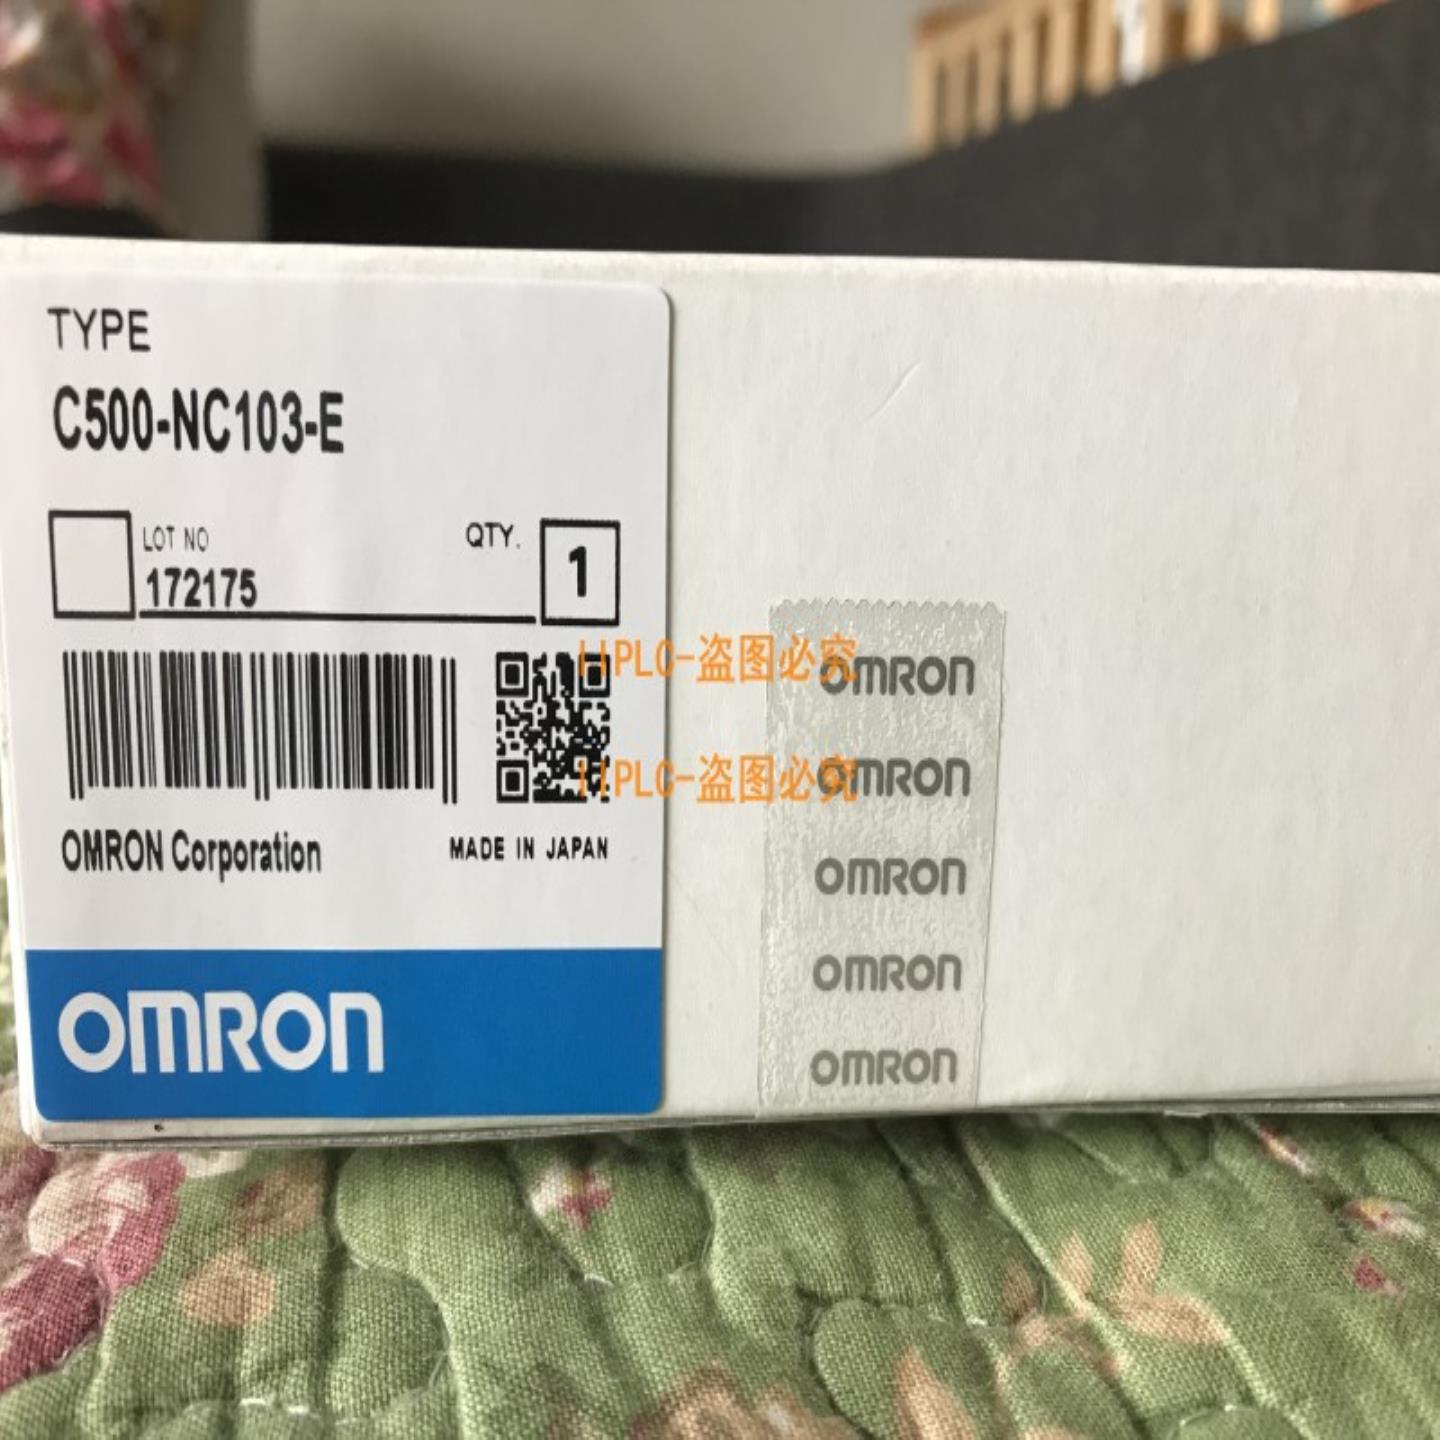 TYPE
C500-NC103-E
LOT NO
172175
QTY.
1
OMRON Corporation
MADE IN JAPAN
OMRON
PLC-盗图必究
OMRON
PLC-盗图必究
OMRON
OMRON
OMRON
OMRON